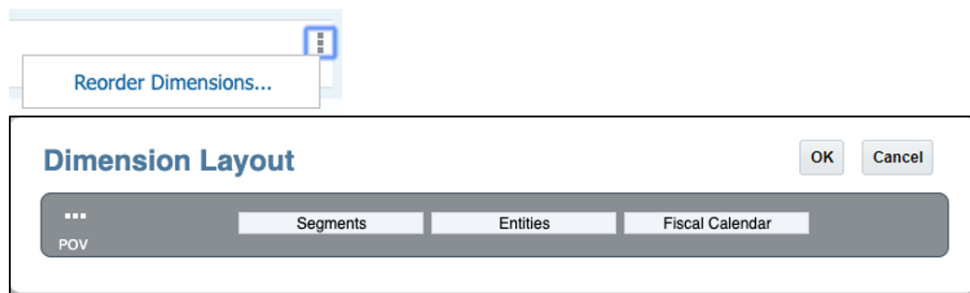 Reorder Dimensions...
Dimension Layout
OK Cancel
Segments Entities Fiscal Calendar
POV